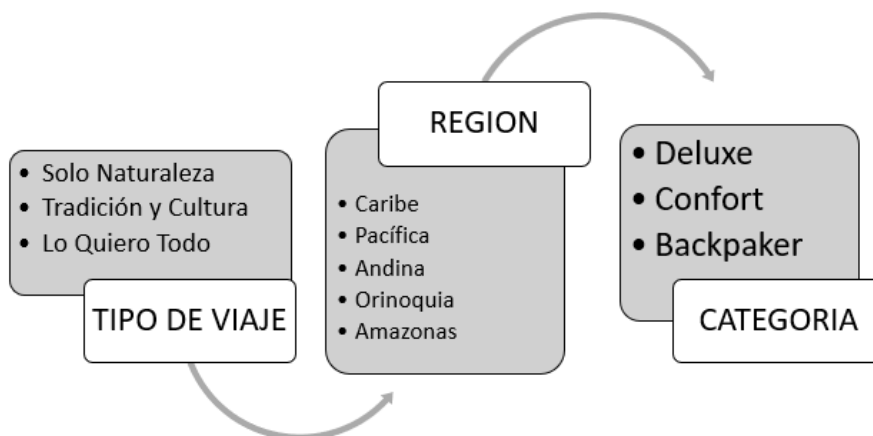 • Solo Naturaleza
• Tradición y Cultura
• Lo Quiero Todo
TIPO DE VIAJE
REGION
• Caribe
• Pacífica
• Andina
• Orinoquia
• Amazonas
• Deluxe
• Confort
• Backpaker
CATEGORIA